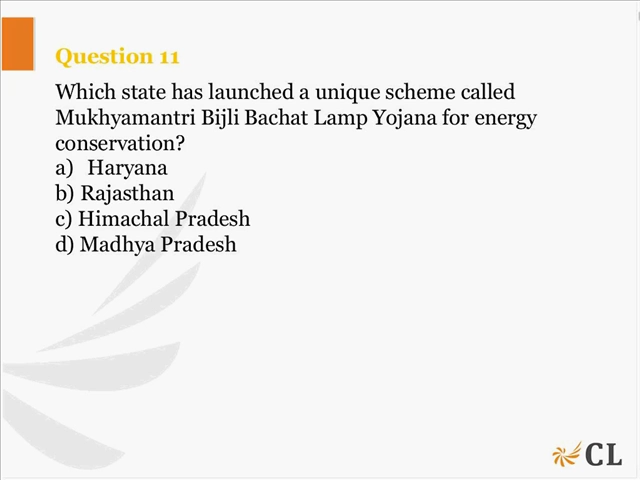 Question 11
Which state has launched a unique scheme called
Mukhyamantri Bijli Bachat Lamp Yojana for energy
conservation?
a) Haryana
b) Rajasthan
c) Himachal Pradesh
d) Madhya Pradesh
CL